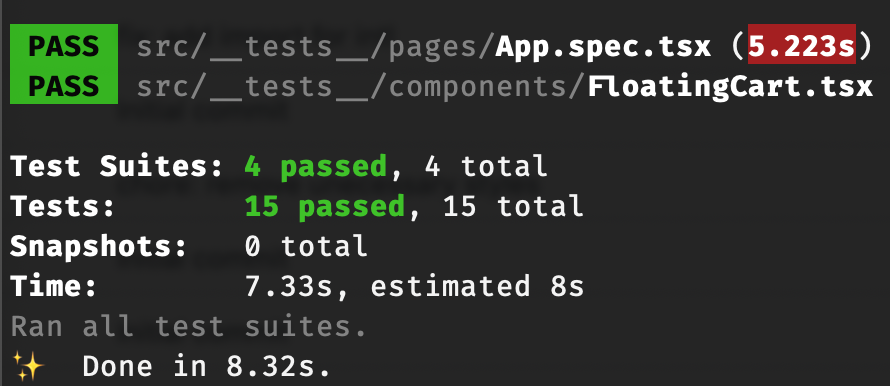 PASS src/__tests__/pages/App.spec.tsx (5.223s)
PASS src/__tests__/components/FloatingCart.tsx
Test Suites: 4 passed, 4 total
Tests: 15 passed, 15 total
Snapshots: 0 total
Time: 7.33s, estimated 8s
Ran all test suites.
✨ Done in 8.32s.